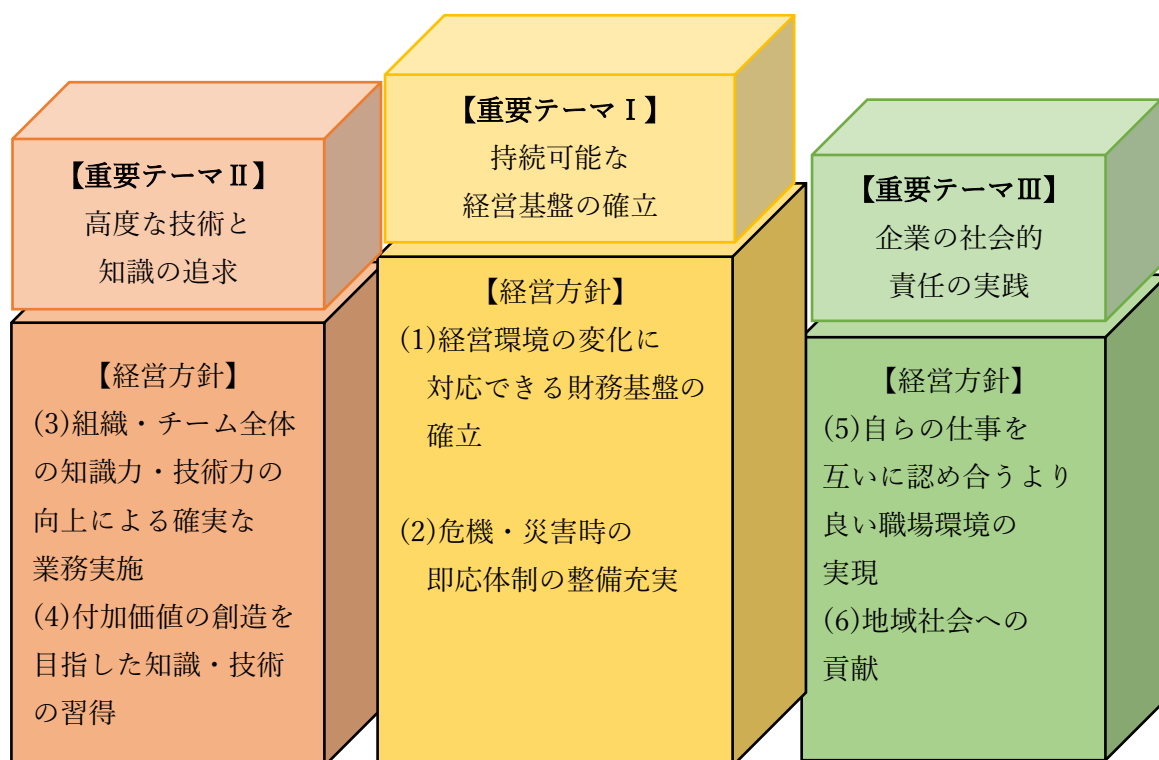 【重要テーマⅡ】
高度な技術と
知識の追求
【経営方針】
(3)組織・チーム全体
の知識力・技術力の
向上による確実な
業務実施
(4)付加価値の創造を
目指した知識・技術
の習得
【重要テーマⅠ】
持続可能な
経営基盤の確立
【経営方針】
(1)経営環境の変化に
対応できる財務基盤の
確立
(2)危機・災害時の
即応体制の整備充実
【重要テーマⅢ】
企業の社会的
責任の実践
【経営方針】
(5)自らの仕事を
互いに認め合うより
良い職場環境の
実現
(6)地域社会への
貢献